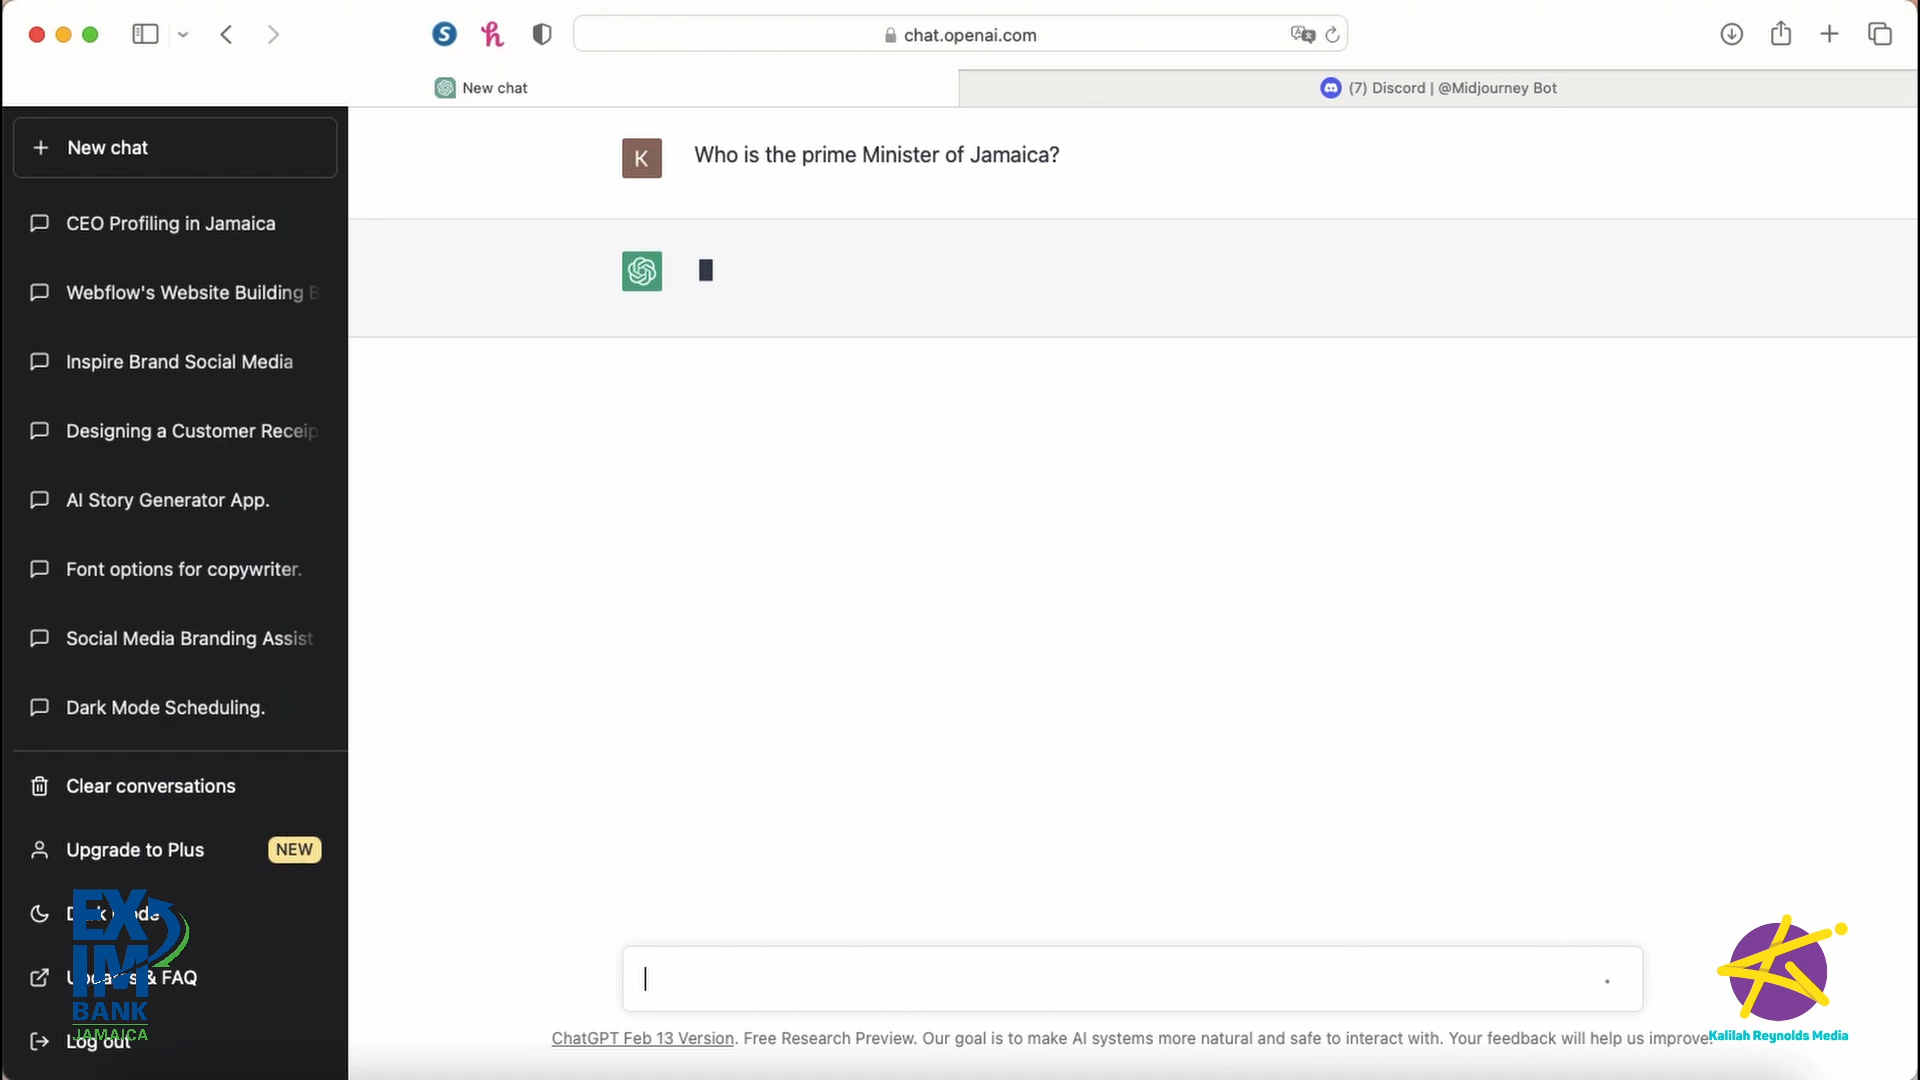 chat.openai.com
New chat
(7) Discord | @Midjourney Bot
New chat
CEO Profiling in Jamaica
Webflow's Website Building B
Inspire Brand Social Media
Designing a Customer Receip
AI Story Generator App.
Font options for copywriter.
Social Media Branding Assist
Dark Mode Scheduling.
Clear conversations
Upgrade to Plus NEW
Dark mode
Updates & FAQ
Log out
EX
IM
BANK
JAMAICA
K
Who is the prime Minister of Jamaica?
ChatGPT Feb 13 Version. Free Research Preview. Our goal is to make AI systems more natural and safe to interact with. Your feedback will help us improve.
Kalilah Reynolds Media